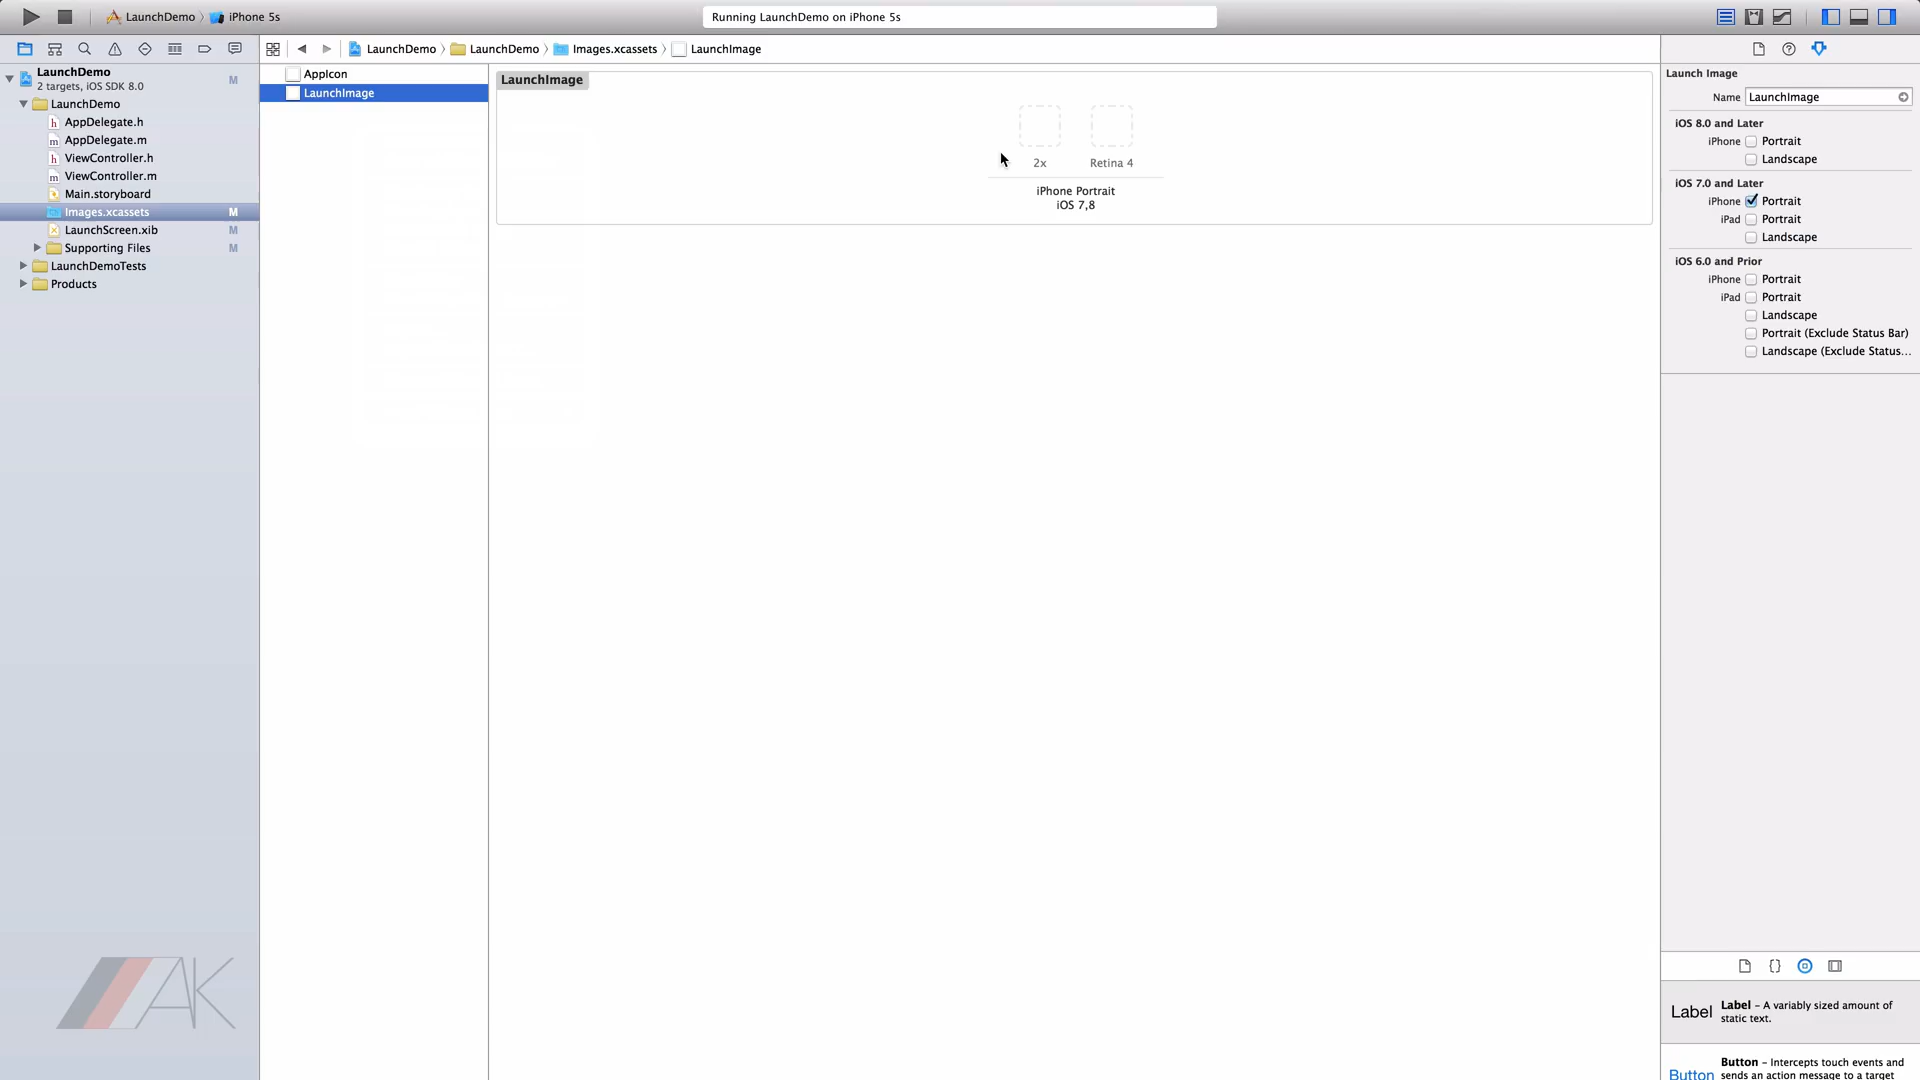 LaunchDemo
iPhone 5s
Running LaunchDemo on iPhone 5s
LaunchDemo
2 targets, iOS SDK 8.0
M
LaunchDemo
AppDelegate.h
AppDelegate.m
ViewController.h
ViewController.m
Main.storyboard
Images.xcassets
M
LaunchScreen.xib
M
Supporting Files
M
LaunchDemoTests
Products
AK
LaunchDemo
LaunchDemo
Images.xcassets
LaunchImage
AppIcon
LaunchImage
LaunchImage
2x
Retina 4
iPhone Portrait
iOS 7,8
Launch Image
Name
LaunchImage
iOS 8.0 and Later
iPhone
Portrait
Landscape
iOS 7.0 and Later
iPhone
Portrait
iPad
Portrait
Landscape
iOS 6.0 and Prior
iPhone
Portrait
iPad
Portrait
Landscape
Portrait (Exclude Status Bar)
Landscape (Exclude Status...
Label
Label – A variably sized amount of
static text.
Button
Button – Intercepts touch events and
sends an action message to a target